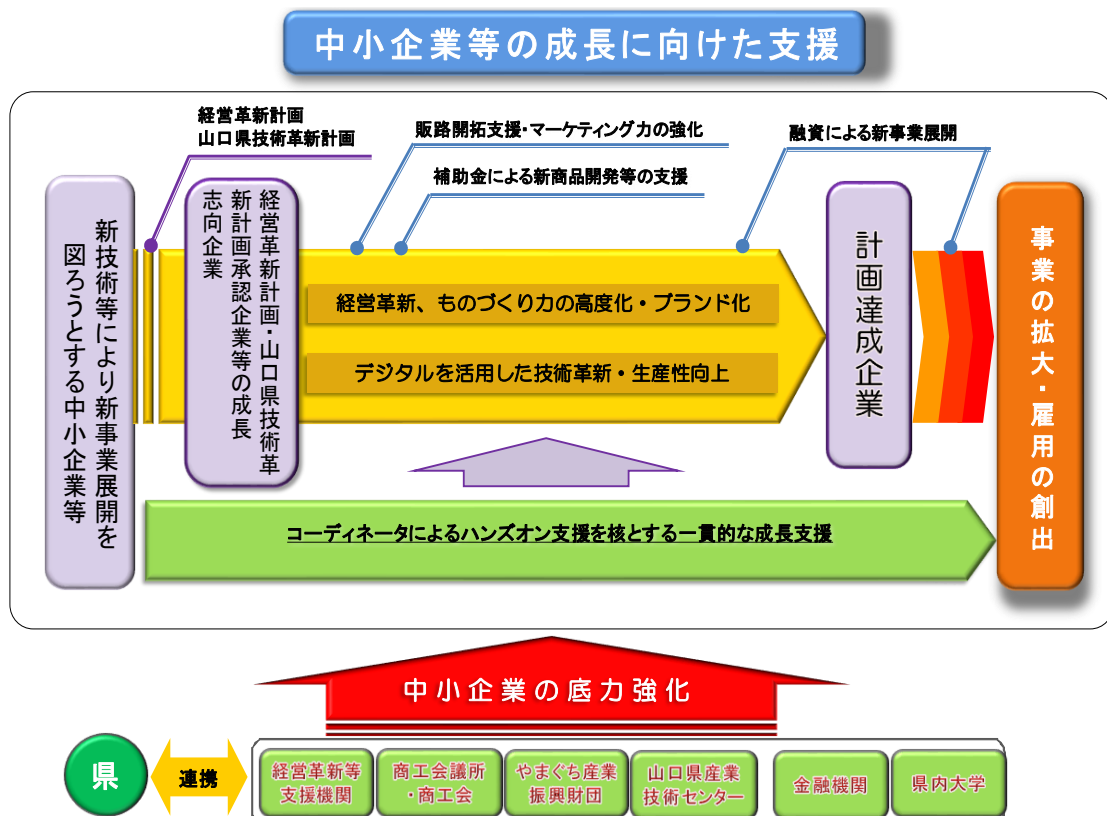 中小企業等の成長に向けた支援
経営革新計画
山口県技術革新計画
販路開拓支援・マーケティング力の強化
補助金による新商品開発等の支援
融資による新事業展開
新技術等により新事業展開を
図ろうとする中小企業等
経営革新計画・山口県技術革
新計画承認企業等の成長
志向企業
経営革新、ものづくり力の高度化・ブランド化
デジタルを活用した技術革新・生産性向上
計画達成企業
事業の拡大・雇用の創出
コーディネータによるハンズオン支援を核とする一貫的な成長支援
中小企業の底力強化
県
連携
経営革新等
支援機関
商工会議所
・商工会
やまぐち産業
振興財団
山口県産業
技術センター
金融機関
県内大学